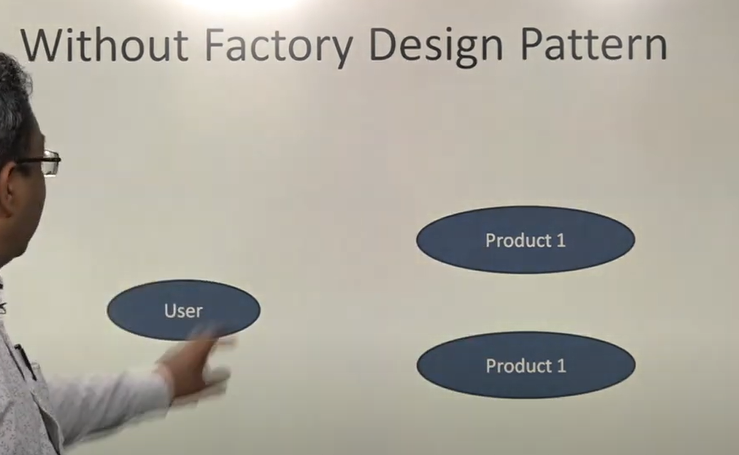 Without Factory Design Pattern
Product 1
User
Product 1